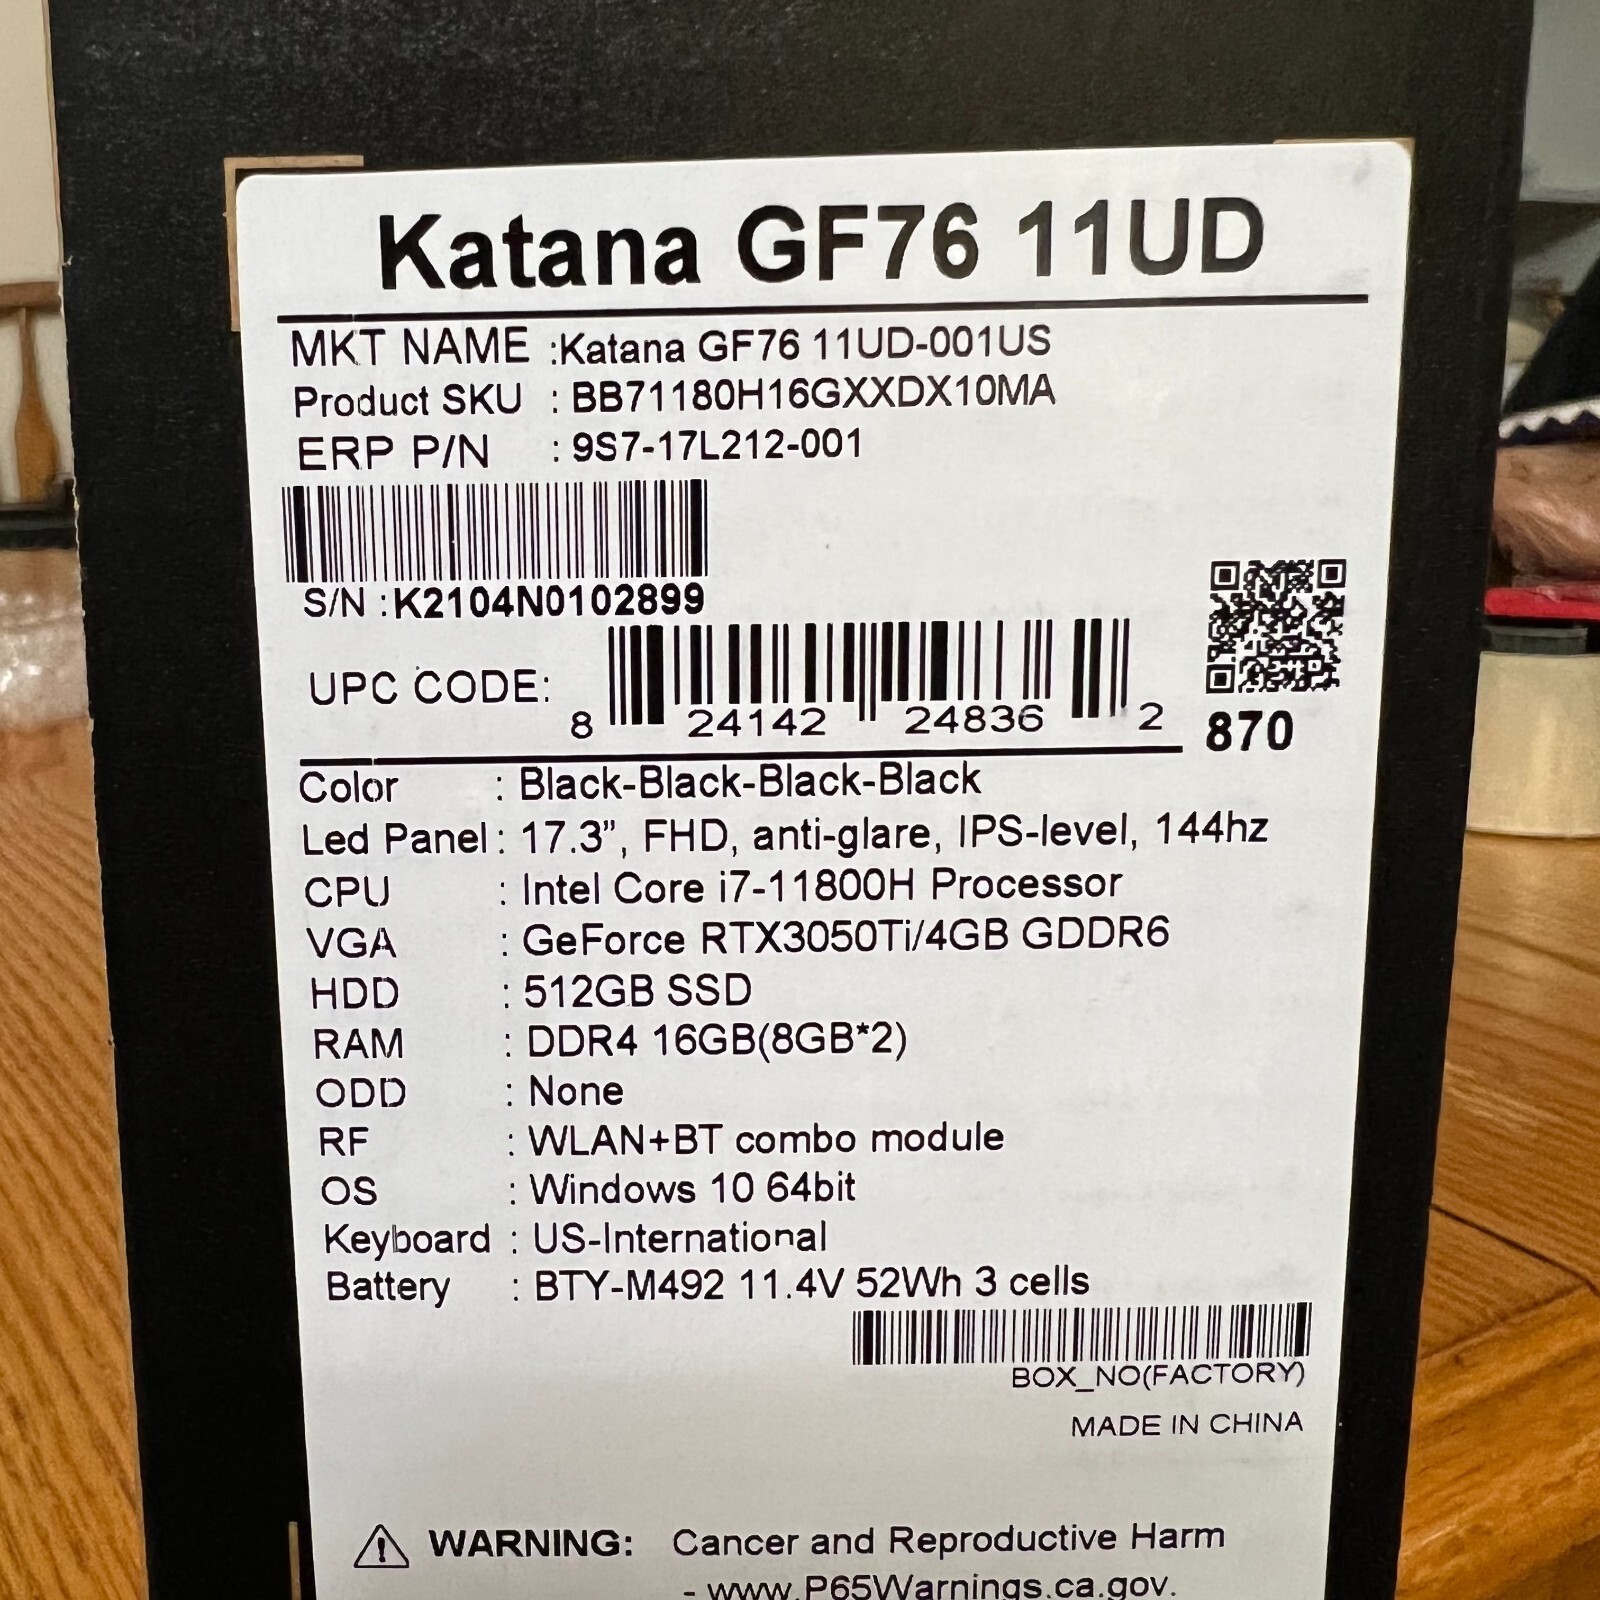 Katana GF76 11UD
MKT NAME :Katana GF76 11UD-001US
Product SKU : BB71180H16GXXDX10MA
ERP P/N : 9S7-17L212-001
S/N :K2104N0102899
UPC CODE: 8 24142 24836 2
870
Color : Black-Black-Black-Black
Led Panel : 17.3”, FHD, anti-glare, IPS-level, 144hz
CPU : Intel Core i7-11800H Processor
VGA : GeForce RTX3050Ti/4GB GDDR6
HDD : 512GB SSD
RAM : DDR4 16GB(8GB*2)
ODD : None
RF : WLAN+BT combo module
OS : Windows 10 64bit
Keyboard : US-International
Battery : BTY-M492 11.4V 52Wh 3 cells
BOX_NO(FACTORY)
MADE IN CHINA
WARNING: Cancer and Reproductive Harm
- www.P65Warnings.ca.gov.